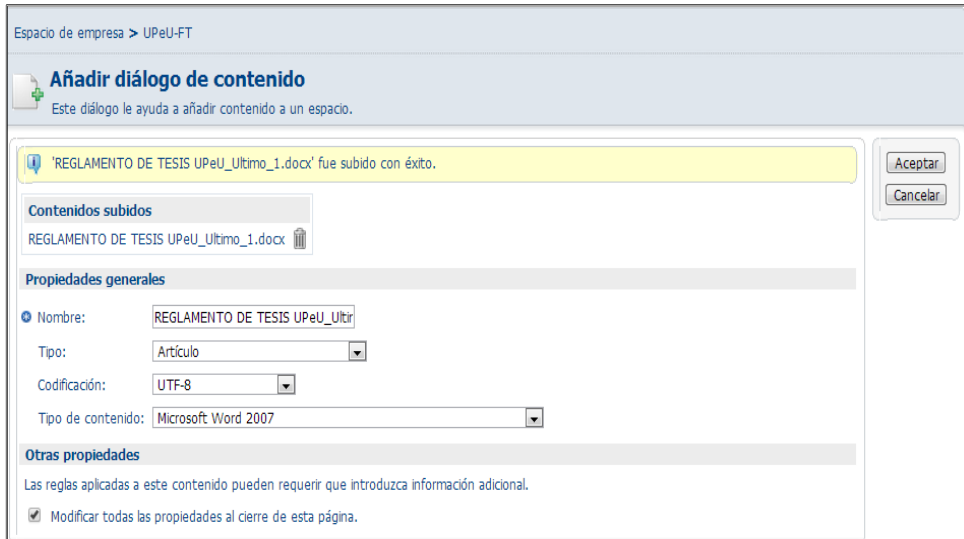 Espacio de empresa > UPeU-FT
Añadir diálogo de contenido
Este diálogo le ayuda a añadir contenido a un espacio.
'REGLAMENTO DE TESIS UPeU_Ultimo_1.docx' fue subido con éxito.
Aceptar
Cancelar
Contenidos subidos
REGLAMENTO DE TESIS UPeU_Ultimo_1.docx
Propiedades generales
Nombre: REGLAMENTO DE TESIS UPeU_Ultir
Tipo: Artículo
Codificación: UTF-8
Tipo de contenido: Microsoft Word 2007
Otras propiedades
Las reglas aplicadas a este contenido pueden requerir que introduzca información adicional.
Modificar todas las propiedades al cierre de esta página.